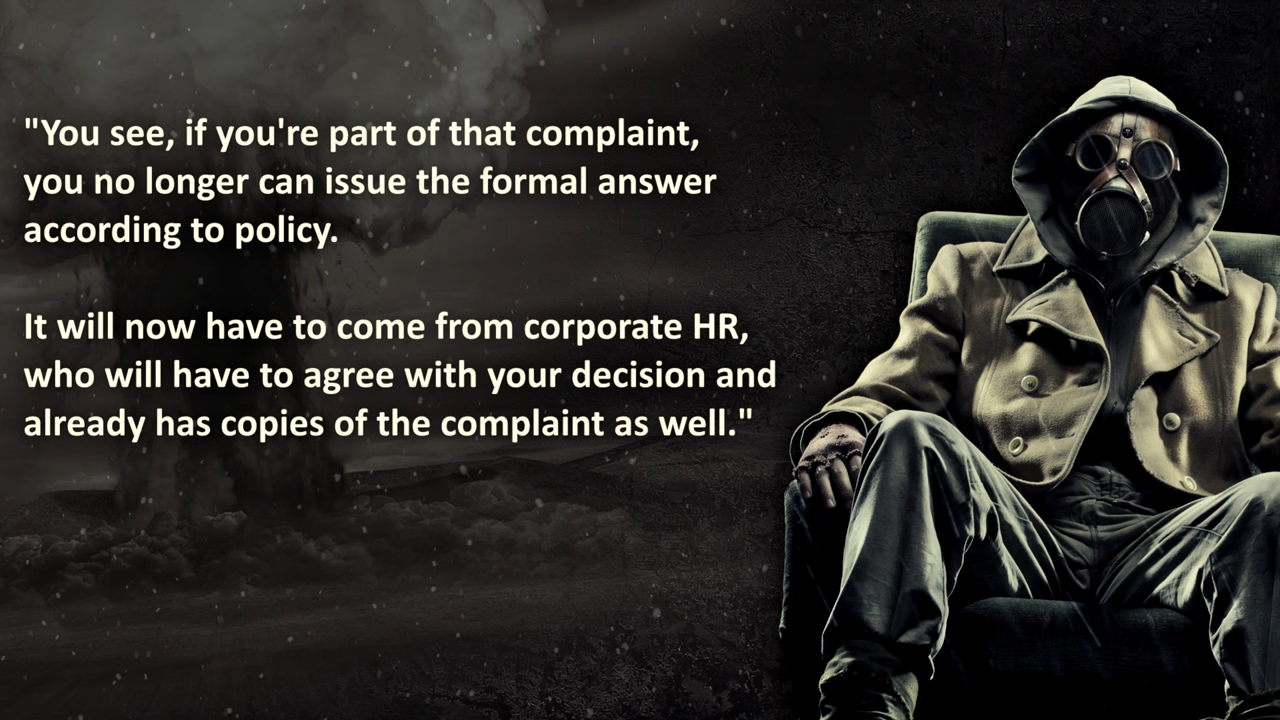 "You see, if you're part of that complaint,
you no longer can issue the formal answer
according to policy.
It will now have to come from corporate HR,
who will have to agree with your decision and
already has copies of the complaint as well."